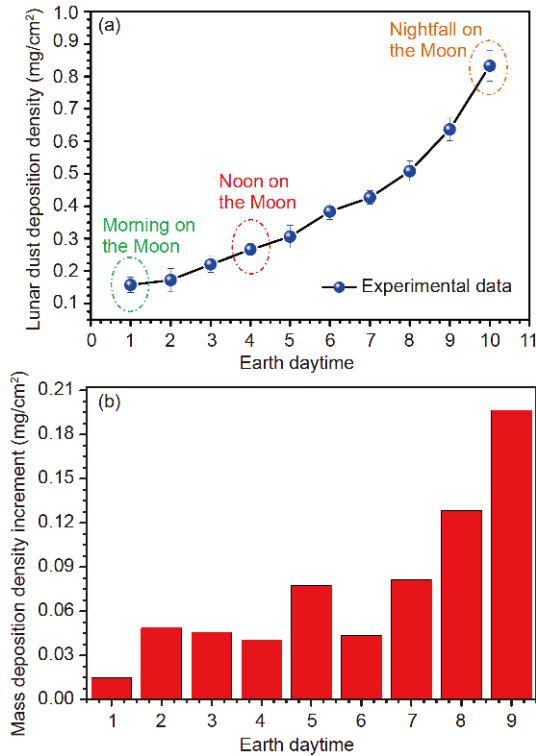 (a)
Nightfall on
the Moon
Noon on
the Moon
Morning on
the Moon
Experimental data
Lunar dust deposition density (mg/cm²)
1.0
0.9
0.8
0.7
0.6
0.5
0.4
0.3
0.2
0.1
0 1 2 3 4 5 6 7 8 9 10 11
Earth daytime
(b)
Mass deposition density increment (mg/cm²)
0.21
0.18
0.15
0.12
0.09
0.06
0.03
0.00
1 2 3 4 5 6 7 8 9
Earth daytime